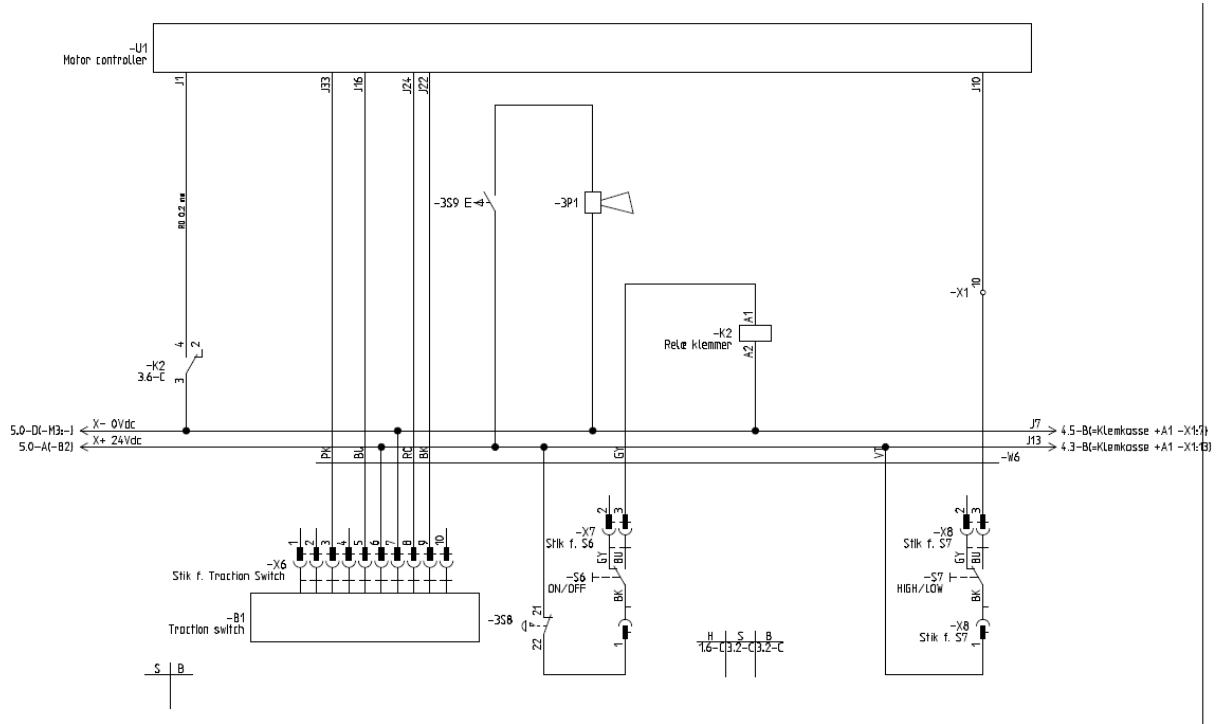 -U1
Motor controller
J1
J33
J16
J24
J22
J10
RD 0,2 mm
-3S9
-3P1
-X1
10
4
2
-K2
3.6-C
3
-K2
Relæ klemmer
A1
A2
5.0-D(-M3:-)
X- 0Vdc
J7
4.5-B(=Klemkasse +A1 -X1:7)
5.0-A(-B2)
X+ 24Vdc
J13
4.3-B(=Klemkasse +A1 -X1:13)
PK
BU
RD
BK
GY
VT
-W6
1
2
3
4
5
6
7
8
9
10
-X6
Stik f. Traction Switch
-B1
Traction switch
2
3
-X7
Stik f. S6
GY
BU
-S6
ON/OFF
BK
1
-3S8
21
22
2
3
-X8
Stik f. S7
GY
BU
-S7
HIGH/LOW
BK
-X8
Stik f. S7
1
H S B
1.6-C 3.2-C 3.2-C
S B